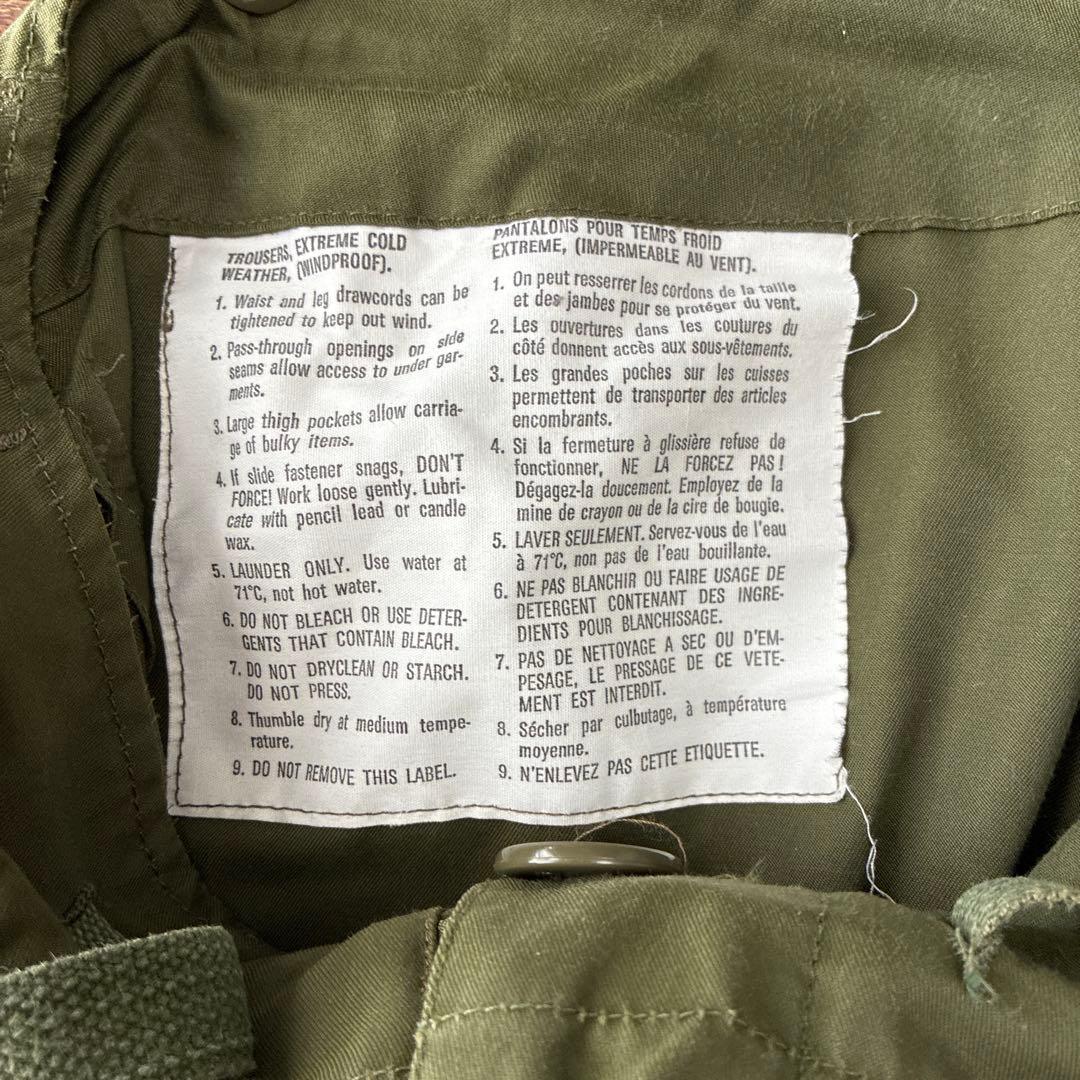 TROUSERS, EXTREME COLD
WEATHER, (WINDPROOF).
1. Waist and leg drawcords can be
tightened to keep out wind.
2. Pass-through openings on side
seams allow access to under gar-
ments.
3. Large thigh pockets allow carria-
ge of bulky items.
4. If slide fastener snags, DON'T
FORCE! Work loose gently. Lubri-
cate with pencil lead or candle
wax.
5. LAUNDER ONLY. Use water at
71°C, not hot water.
6. DO NOT BLEACH OR USE DETER-
GENTS THAT CONTAIN BLEACH.
7. DO NOT DRYCLEAN OR STARCH.
DO NOT PRESS.
8. Thumble dry at medium tempe-
rature.
9. DO NOT REMOVE THIS LABEL.
PANTALONS POUR TEMPS FROID
EXTREME, (IMPERMEABLE AU VENT).
1. On peut resserrer les cordons de la taille
et des jambes pour se protéger du vent.
2. Les ouvertures dans les coutures du
côté donnent accès aux sous-vêtements.
3. Les grandes poches sur les cuisses
permettent de transporter des articles
encombrants.
4. Si la fermeture à glissière refuse de
fonctionner, NE LA FORCEZ PAS!
Dégagez-la doucement. Employez de la
mine de crayon ou de la cire de bougie.
5. LAVER SEULEMENT. Servez-vous de l'eau
à 71°C, non pas de l'eau bouillante.
6. NE PAS BLANCHIR OU FAIRE USAGE DE
DETERGENT CONTENANT DES INGRE-
DIENTS POUR BLANCHISSAGE.
7. PAS DE NETTOYAGE A SEC OU D'EM-
PESAGE, LE PRESSAGE DE CE VETE-
MENT EST INTERDIT.
8. Sécher par culbutage, à température
moyenne.
9. N'ENLEVEZ PAS CETTE ETIQUETTE.